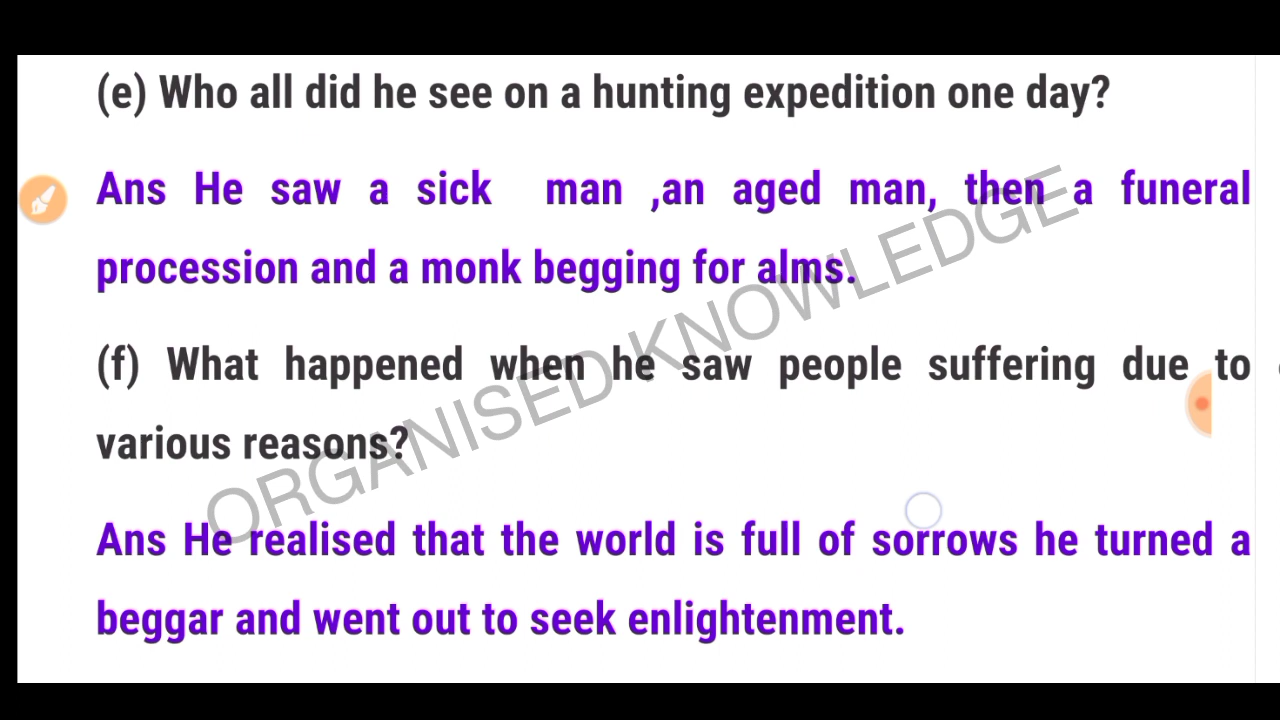 (e) Who all did he see on a hunting expedition one day?
Ans He saw a sick man ,an aged man, then a funeral
procession and a monk begging for alms.
(f) What happened when he saw people suffering due to
various reasons?
Ans He realised that the world is full of sorrows he turned a
beggar and went out to seek enlightenment.
ORGANISED KNOWLEDGE